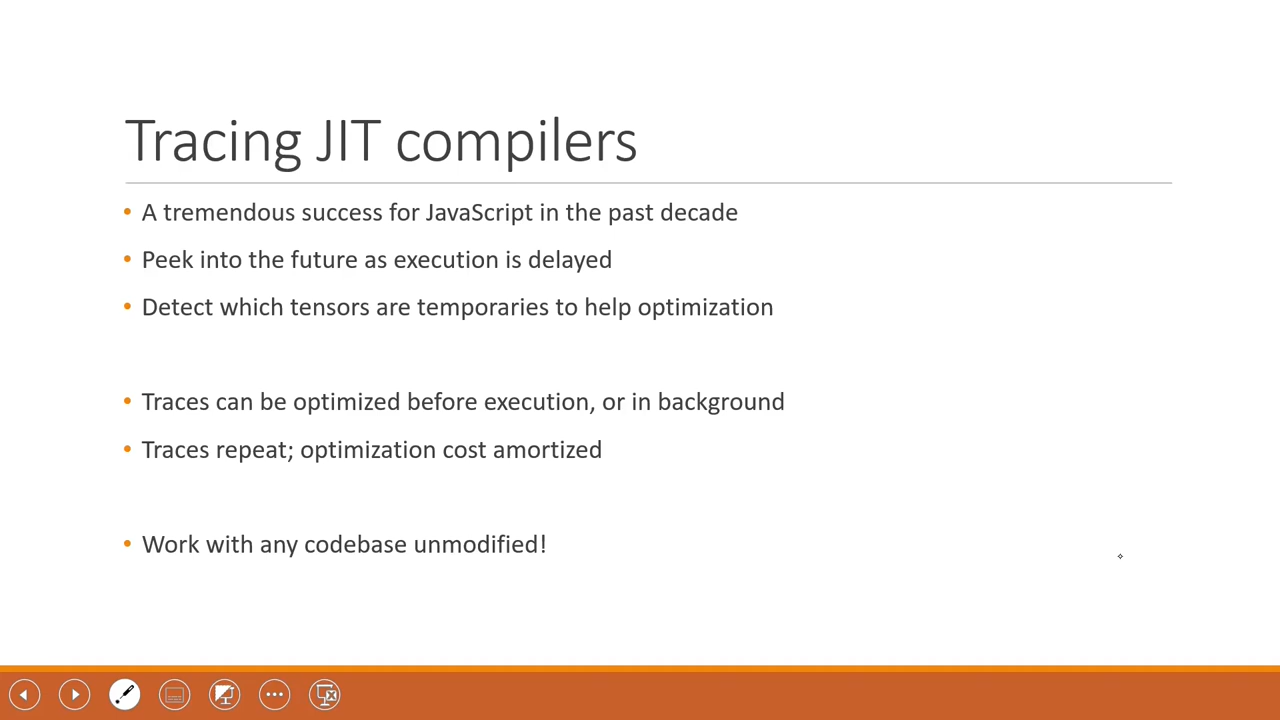 Tracing JIT compilers
• A tremendous success for JavaScript in the past decade
• Peek into the future as execution is delayed
• Detect which tensors are temporaries to help optimization
• Traces can be optimized before execution, or in background
• Traces repeat; optimization cost amortized
• Work with any codebase unmodified!